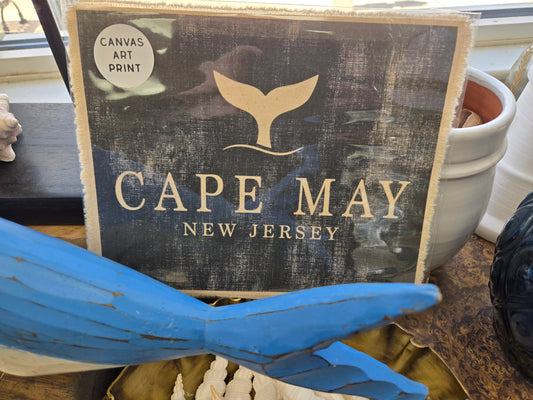 CANVAS
ART
PRINT
CAPE MAY
NEW JERSEY